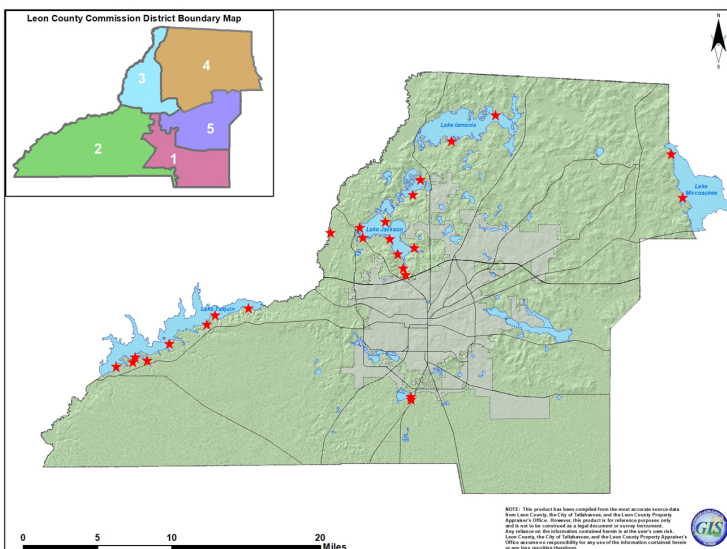 Leon County Commission District Boundary Map
3
4
5
2
1
N
S
Lake Iamonia
Lake
Miccosukee
Lake Jackson
Lake Talquin
0 5 10 20
Miles
NOTE: This product has been compiled from the most accurate source data
from Leon County, the City of Tallahassee, and the Leon County Property
Appraiser's Office. However, this product is for reference purposes only
and is not to be construed as a legal document or survey instrument.
Any reliance on the information contained herein is at the user's own risk.
Leon County, the City of Tallahassee, and the Leon County Property Appraiser's
Office assume no responsibility for any use of the information contained herein
or any loss resulting therefrom.
GIS